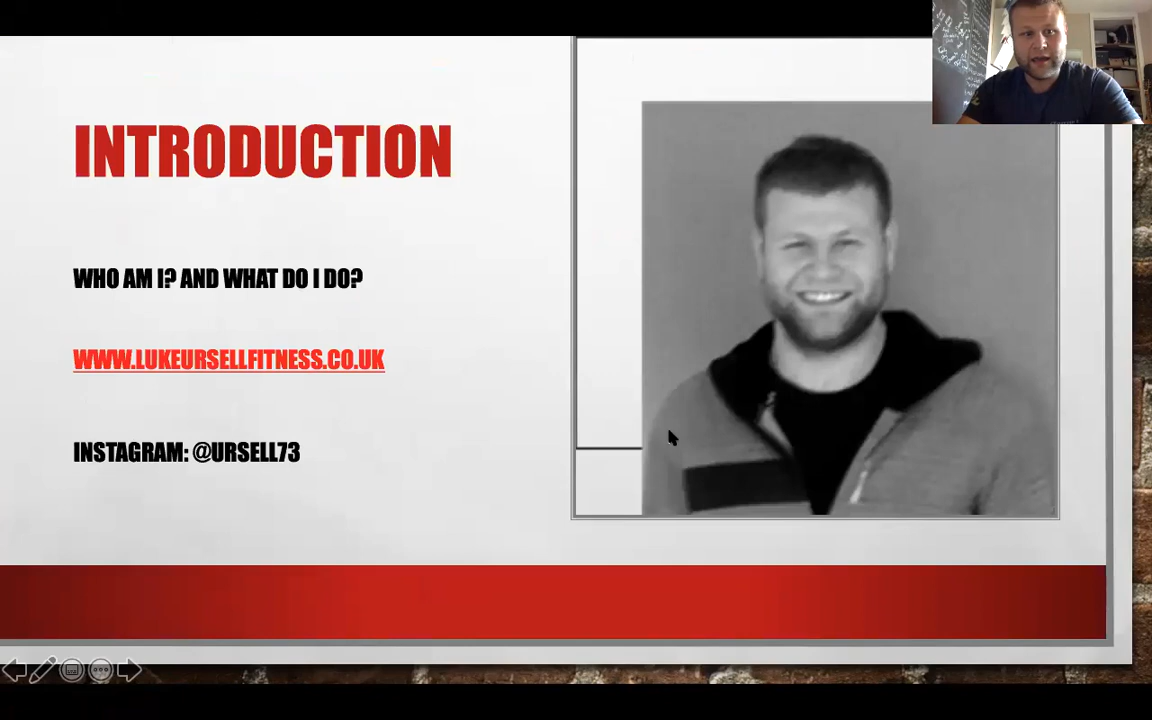 INTRODUCTION
WHO AM I? AND WHAT DO I DO?
WWW.LUKEURSELLFITNESS.CO.UK
INSTAGRAM: @URSELL73